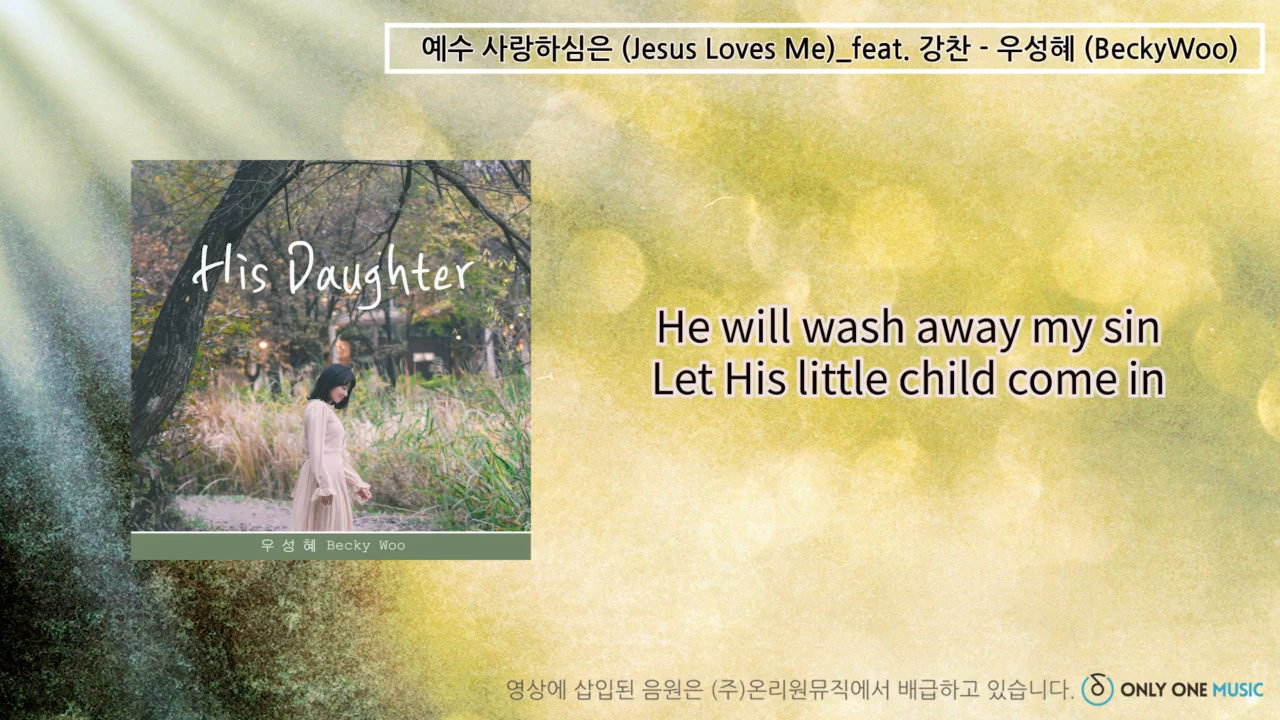 예수 사랑하심은 (Jesus Loves Me)_feat. 강찬 - 우성혜 (BeckyWoo)
His Daughter
He will wash away my sin
Let His little child come in
우 성 혜 Becky Woo
영상에 삽입된 음원은 (주)온리원뮤직에서 배급하고 있습니다. ONLY ONE MUSIC